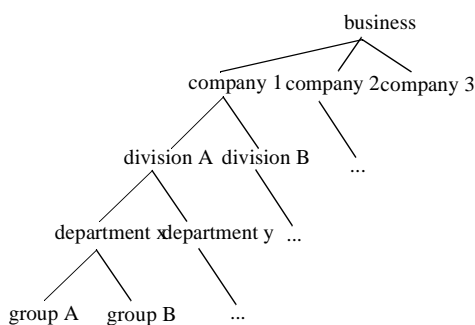 business
company 1 company 2 company 3
division A division B ...
department x department y ...
group A group B ...